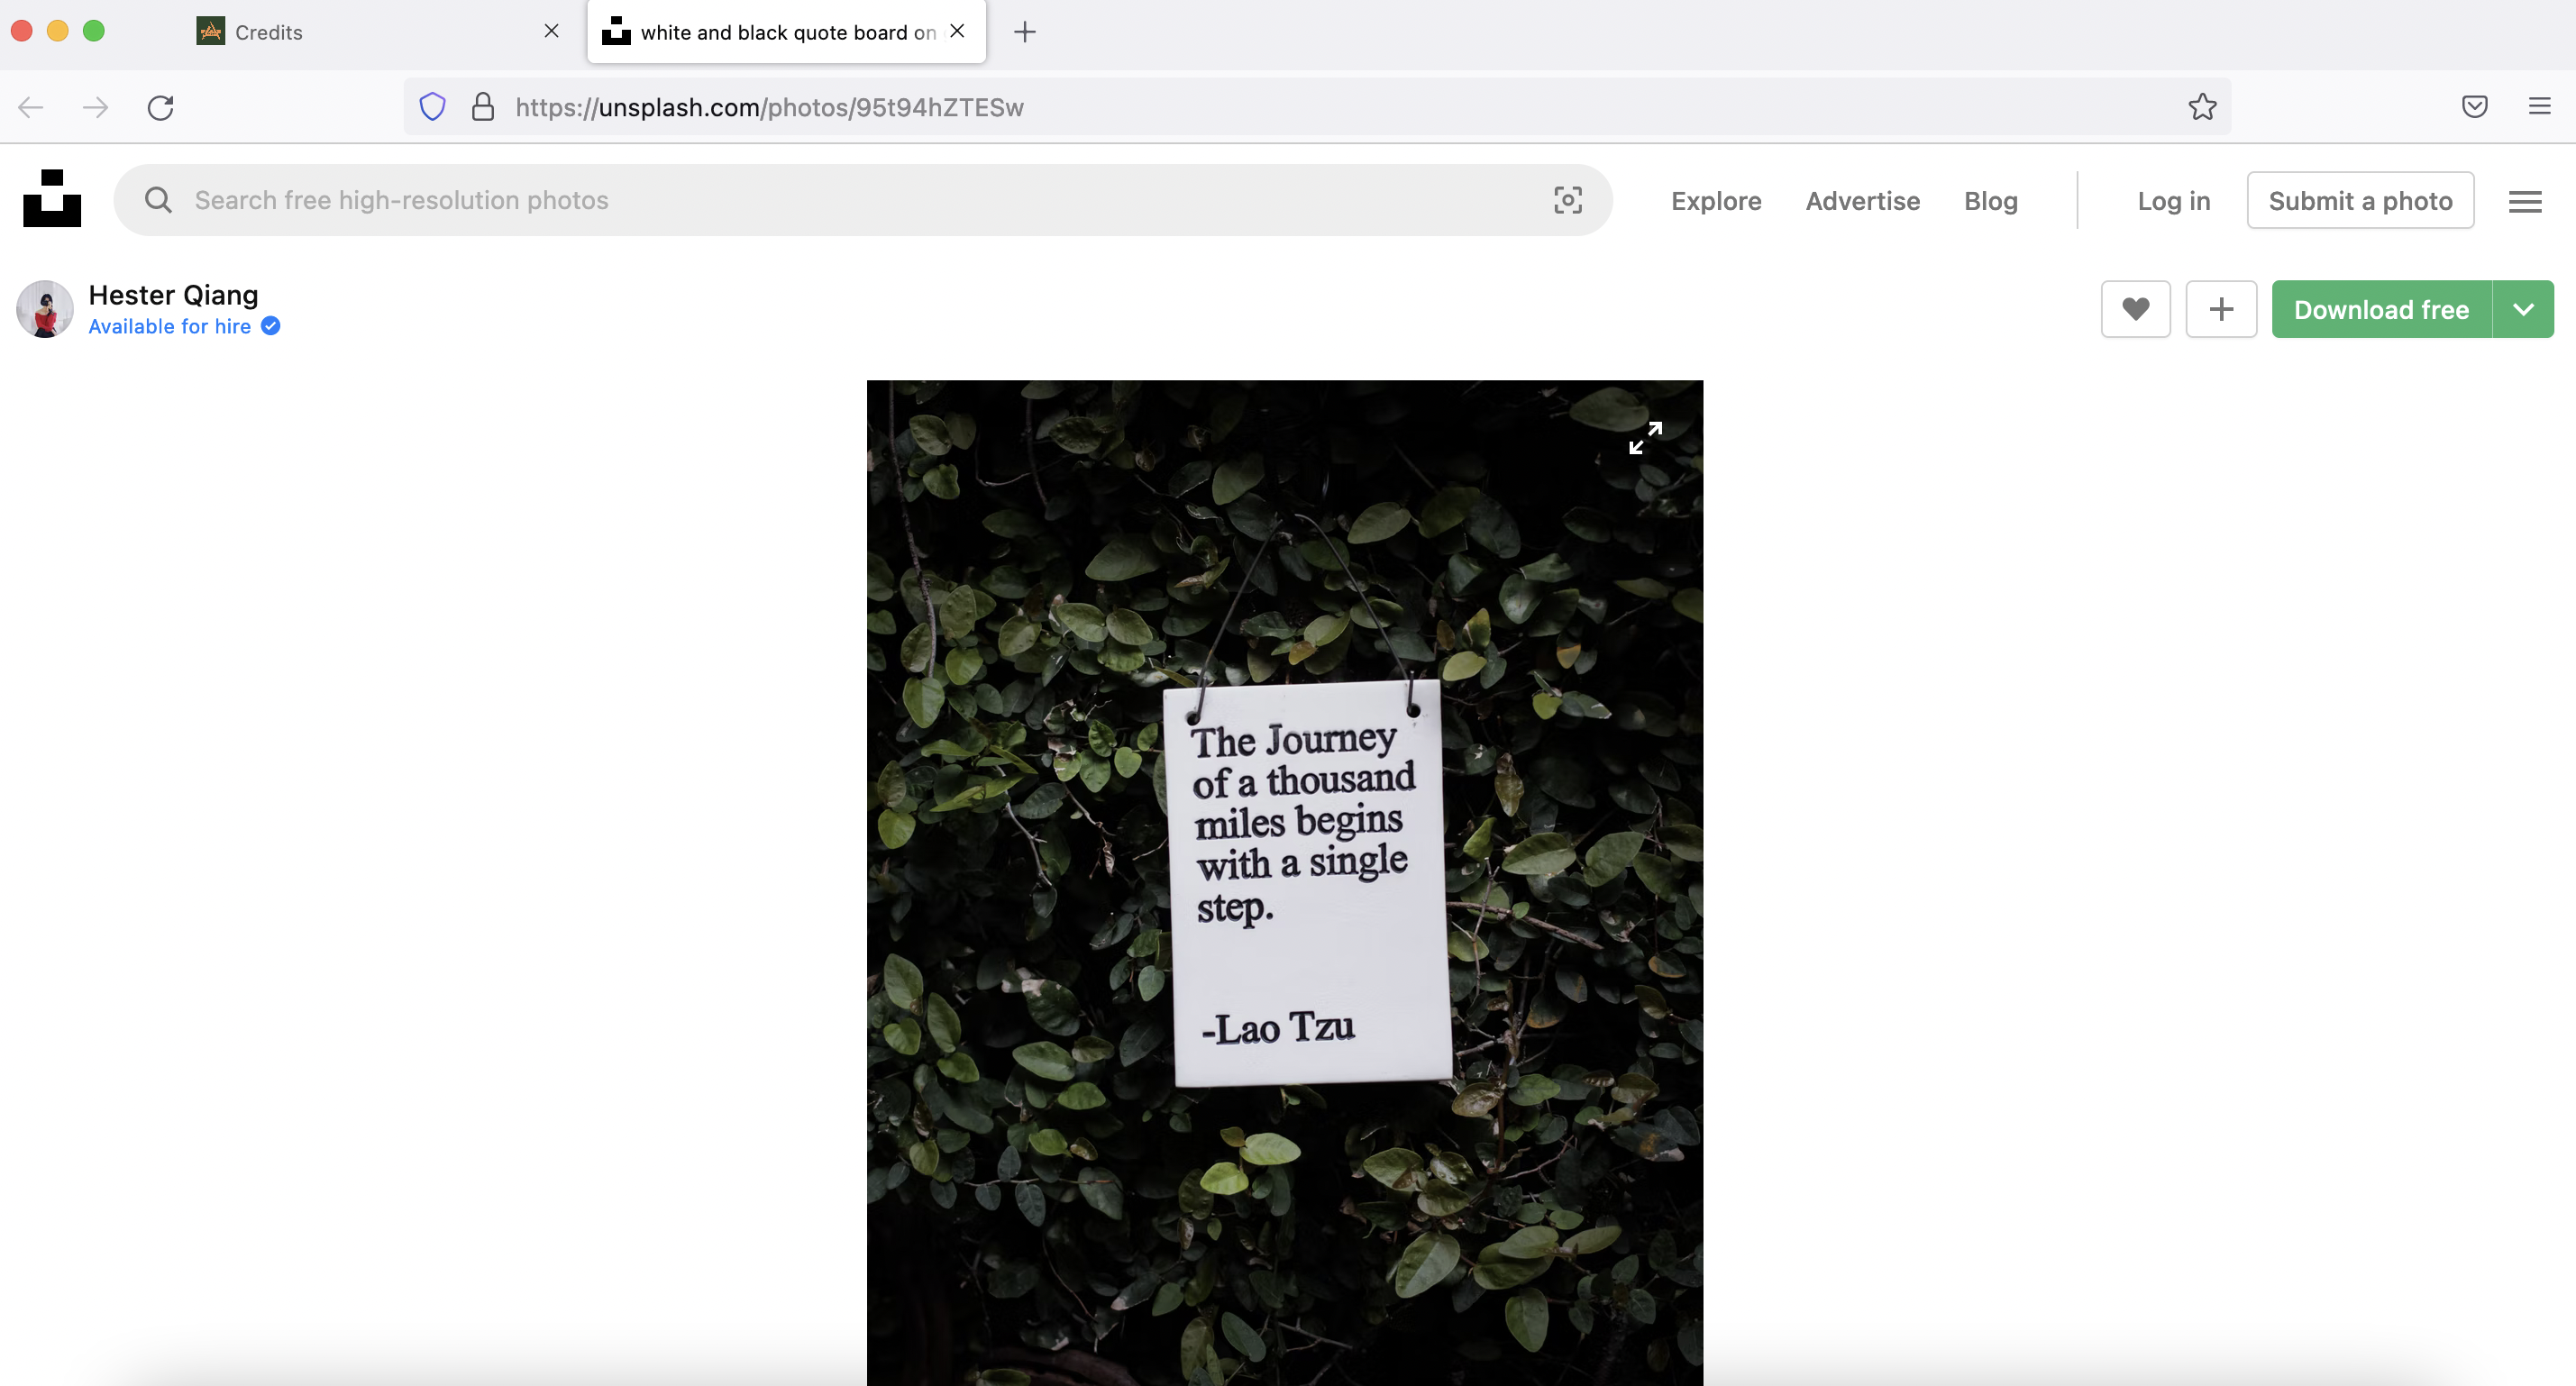 Credits
white and black quote board on
https://unsplash.com/photos/95t94hZTESw
Search free high-resolution photos
Explore
Advertise
Blog
Log in
Submit a photo
Hester Qiang
Available for hire
Download free
The Journey
of a thousand
miles begins
with a single
step.
-Lao Tzu